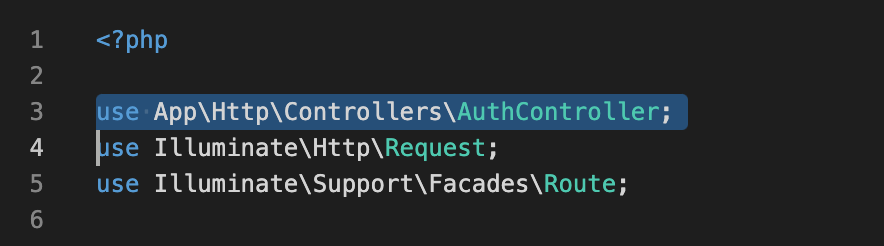 1 <?php
2
3 use App\Http\Controllers\AuthController;
4 use Illuminate\Http\Request;
5 use Illuminate\Support\Facades\Route;
6